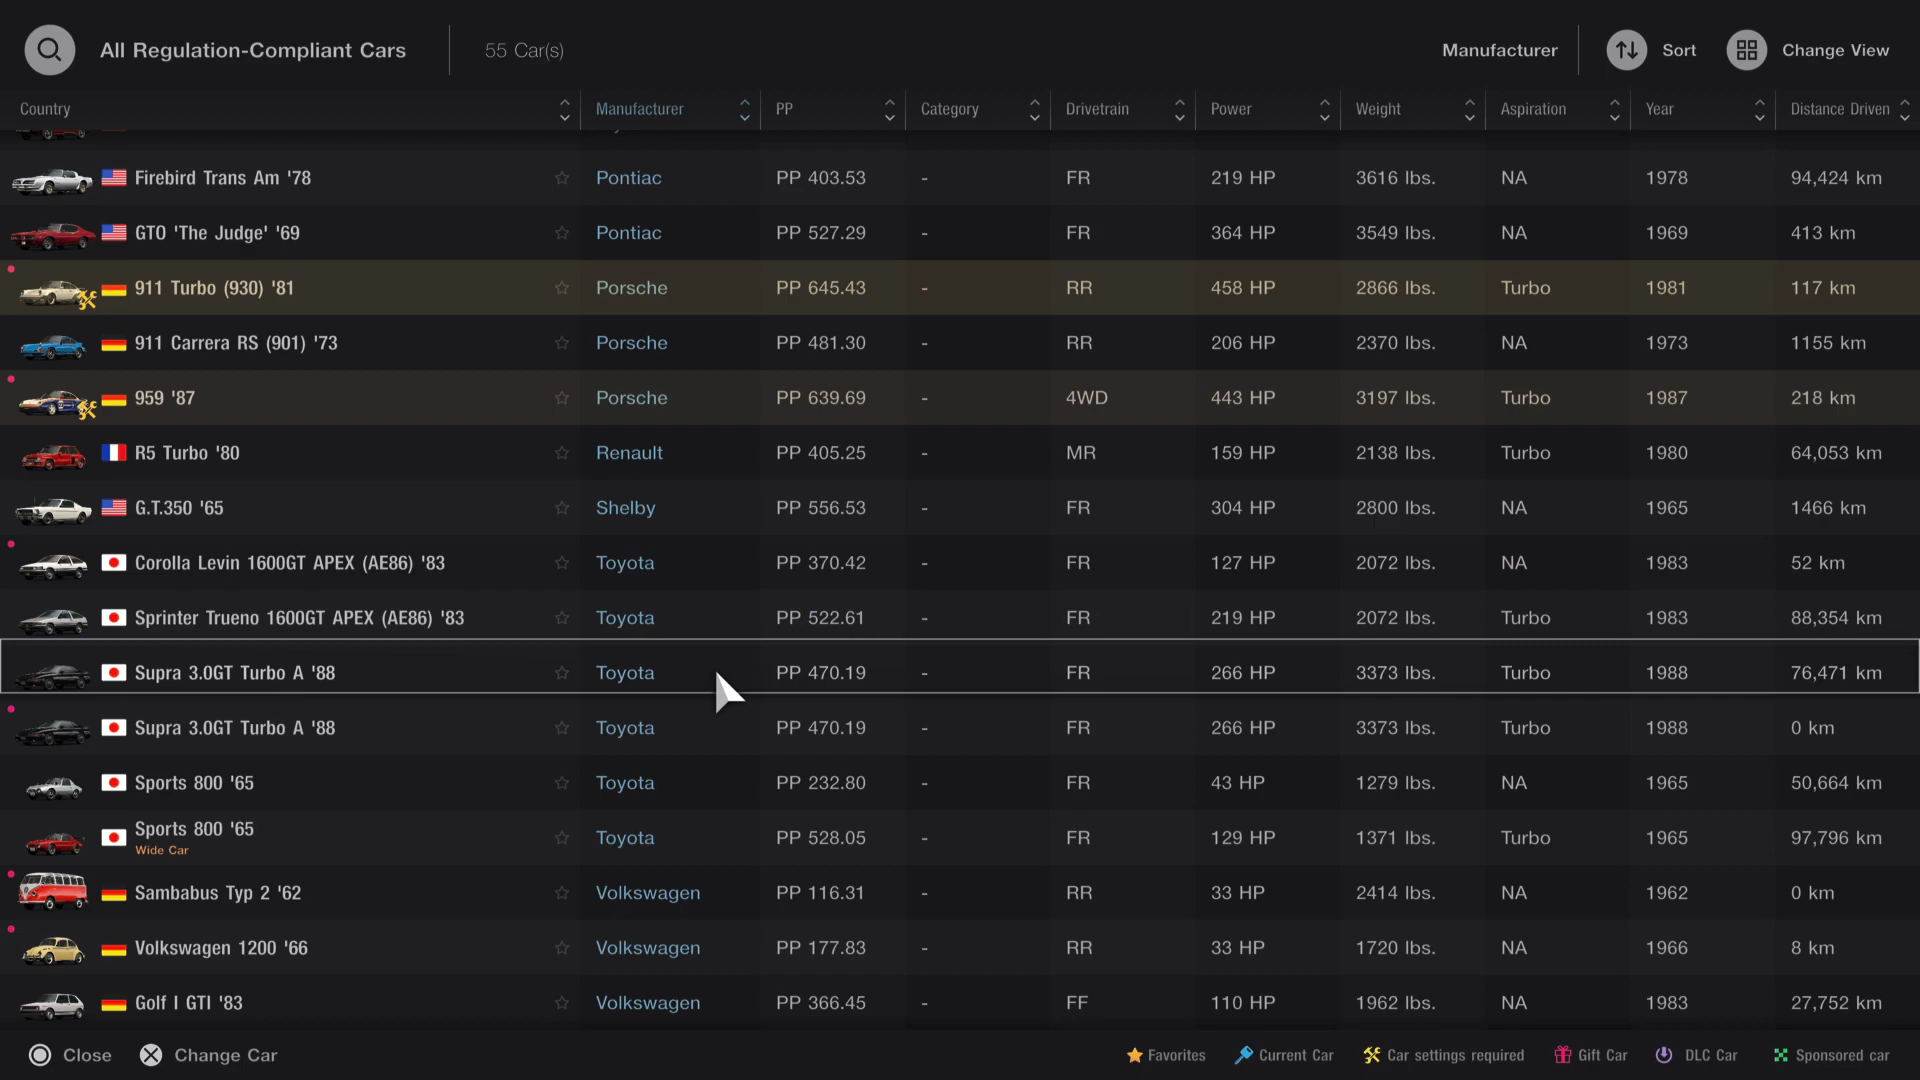 All Regulation-Compliant Cars 55 Car(s) Manufacturer Sort Change View
Country Manufacturer PP Category Drivetrain Power Weight Aspiration Year Distance Driven
Firebird Trans Am '78 Pontiac PP 403.53 - FR 219 HP 3616 lbs. NA 1978 94,424 km
GTO 'The Judge' '69 Pontiac PP 527.29 - FR 364 HP 3549 lbs. NA 1969 413 km
911 Turbo (930) '81 Porsche PP 645.43 - RR 458 HP 2866 lbs. Turbo 1981 117 km
911 Carrera RS (901) '73 Porsche PP 481.30 - RR 206 HP 2370 lbs. NA 1973 1155 km
959 '87 Porsche PP 639.69 - 4WD 443 HP 3197 lbs. Turbo 1987 218 km
R5 Turbo '80 Renault PP 405.25 - MR 159 HP 2138 lbs. Turbo 1980 64,053 km
G.T.350 '65 Shelby PP 556.53 - FR 304 HP 2800 lbs. NA 1965 1466 km
Corolla Levin 1600GT APEX (AE86) '83 Toyota PP 370.42 - FR 127 HP 2072 lbs. NA 1983 52 km
Sprinter Trueno 1600GT APEX (AE86) '83 Toyota PP 522.61 - FR 219 HP 2072 lbs. Turbo 1983 88,354 km
Supra 3.0GT Turbo A '88 Toyota PP 470.19 - FR 266 HP 3373 lbs. Turbo 1988 76,471 km
Supra 3.0GT Turbo A '88 Toyota PP 470.19 - FR 266 HP 3373 lbs. Turbo 1988 0 km
Sports 800 '65 Toyota PP 232.80 - FR 43 HP 1279 lbs. NA 1965 50,664 km
Sports 800 '65 Toyota PP 528.05 - FR 129 HP 1371 lbs. Turbo 1965 97,796 km
Wide Car
Sambabus Typ 2 '62 Volkswagen PP 116.31 - RR 33 HP 2414 lbs. NA 1962 0 km
Volkswagen 1200 '66 Volkswagen PP 177.83 - RR 33 HP 1720 lbs. NA 1966 8 km
Golf I GTI '83 Volkswagen PP 366.45 - FF 110 HP 1962 lbs. NA 1983 27,752 km
Close Change Car Favorites Current Car Car settings required Gift Car DLC Car Sponsored car